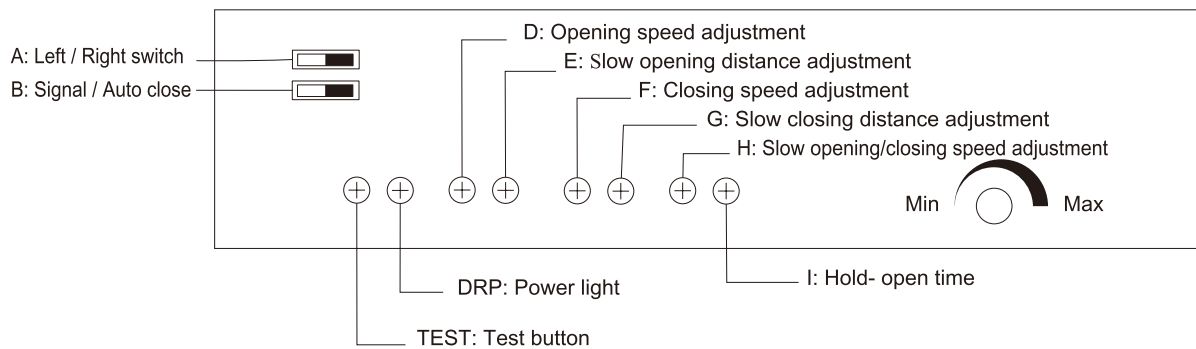 D: Opening speed adjustment
A: Left / Right switch
E: Slow opening distance adjustment
B: Signal / Auto close
F: Closing speed adjustment
G: Slow closing distance adjustment
H: Slow opening/closing speed adjustment
Min
Max
I: Hold- open time
DRP: Power light
TEST: Test button